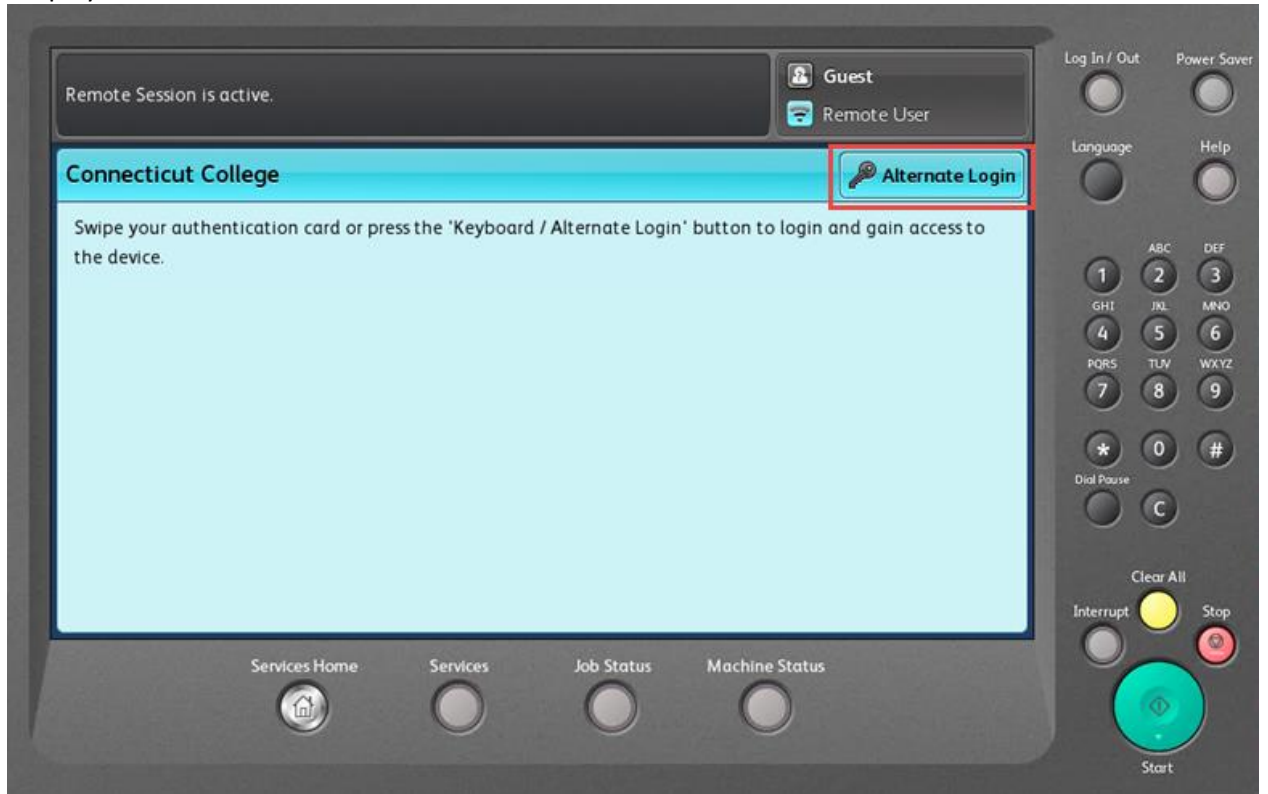 Remote Session is active.
Guest
Remote User
Connecticut College
Alternate Login
Swipe your authentication card or press the 'Keyboard / Alternate Login' button to login and gain access to
the device.
Log In / Out Power Saver
Language Help
ABC DEF
1 2 3
GHI JKL MNO
4 5 6
PQRS TUV WXYZ
7 8 9
* 0 #
Dial Pause
C
Clear All
Interrupt Stop
Start
Services Home Services Job Status Machine Status